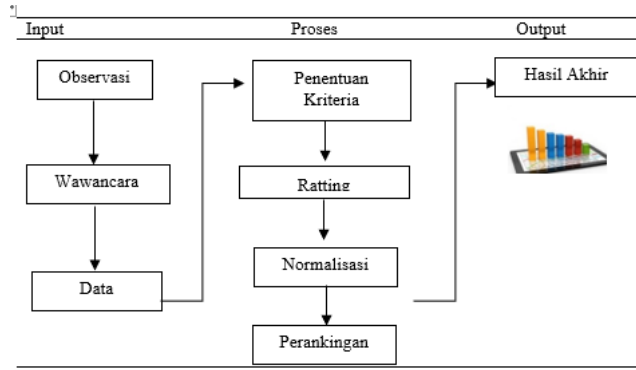 Input Proses Output
Observasi
Wawancara
Data
Penentuan
Kriteria
Ratting
Normalisasi
Perankingan
Hasil Akhir